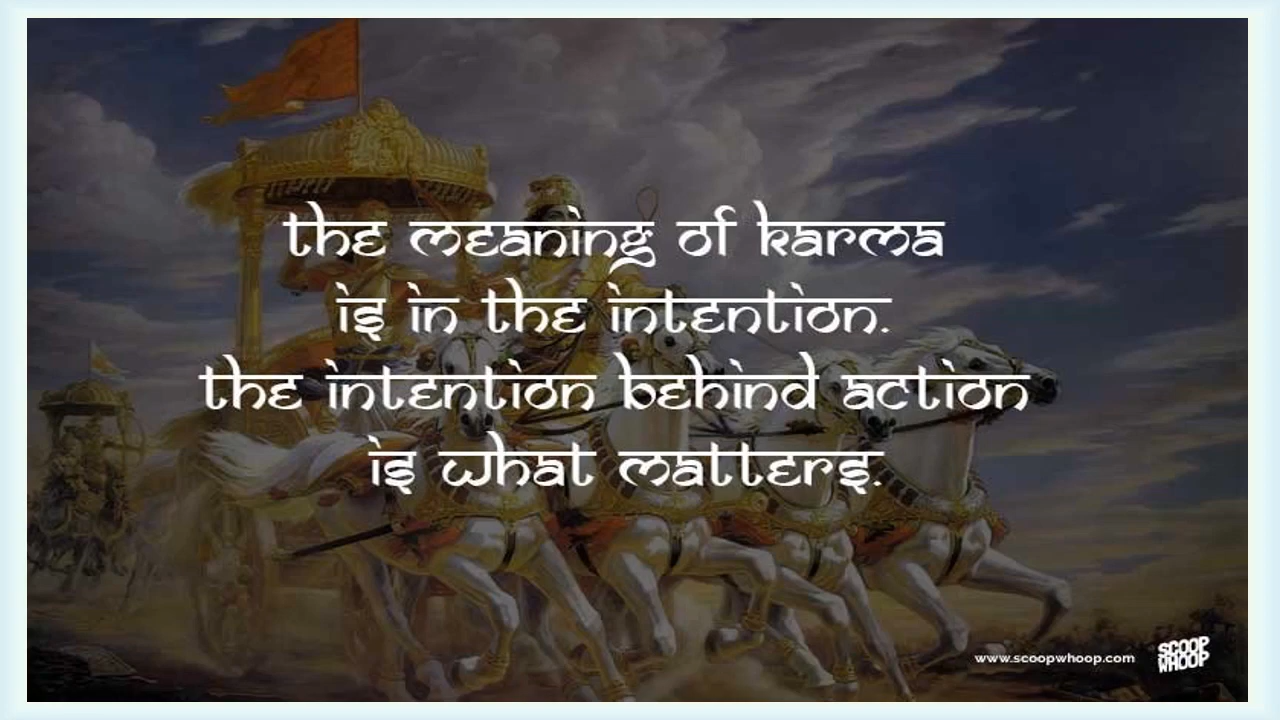 the meaning of karma
is in the intention.
the intention behind action
is what matters.
www.scoopwhoop.com
SCOOP
WHOOP